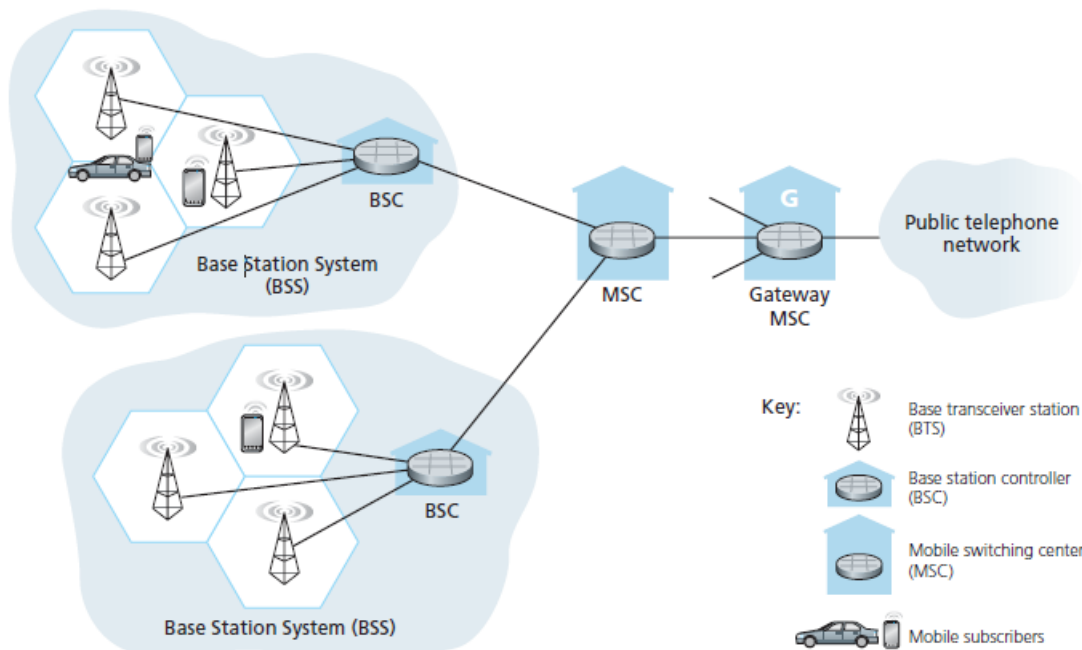 BSC
Base Station System
(BSS)
MSC
G
Gateway
MSC
Public telephone
network
BSC
Base Station System (BSS)
Key:
Base transceiver station
(BTS)
Base station controller
(BSC)
Mobile switching center
(MSC)
Mobile subscribers